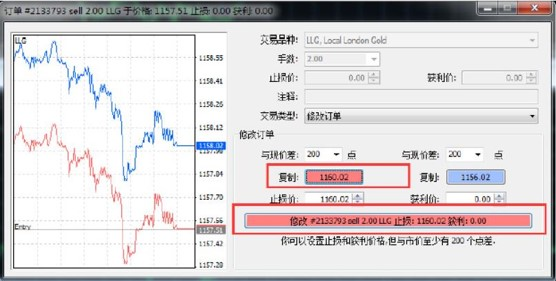 订单 #2133793 sell 2.00 LLG 于价格: 1157.51 止损: 0.00 获利: 0.00
LLG
1158.55
1158.41
1158.26
1158.12
1158.02
1157.98
1157.84
1157.70
1157.56
1157.51
1157.42
1157.28
Entry
交易品种: LLG, Local London Gold
手数: 2.00
止损价: 0.00 获利价: 0.00
注释:
交易类型: 修改订单
修改订单
与现价差: 200 点 与现价差: 200 点
复制: 1160.02 复制: 1156.02
止损价: 1160.02 获利价: 0.00
修改 #2133793 sell 2.00 LLG 止损: 1160.02 获利: 0.00
你可以设置止损和获利价格,但与市价至少有 200 个点差.